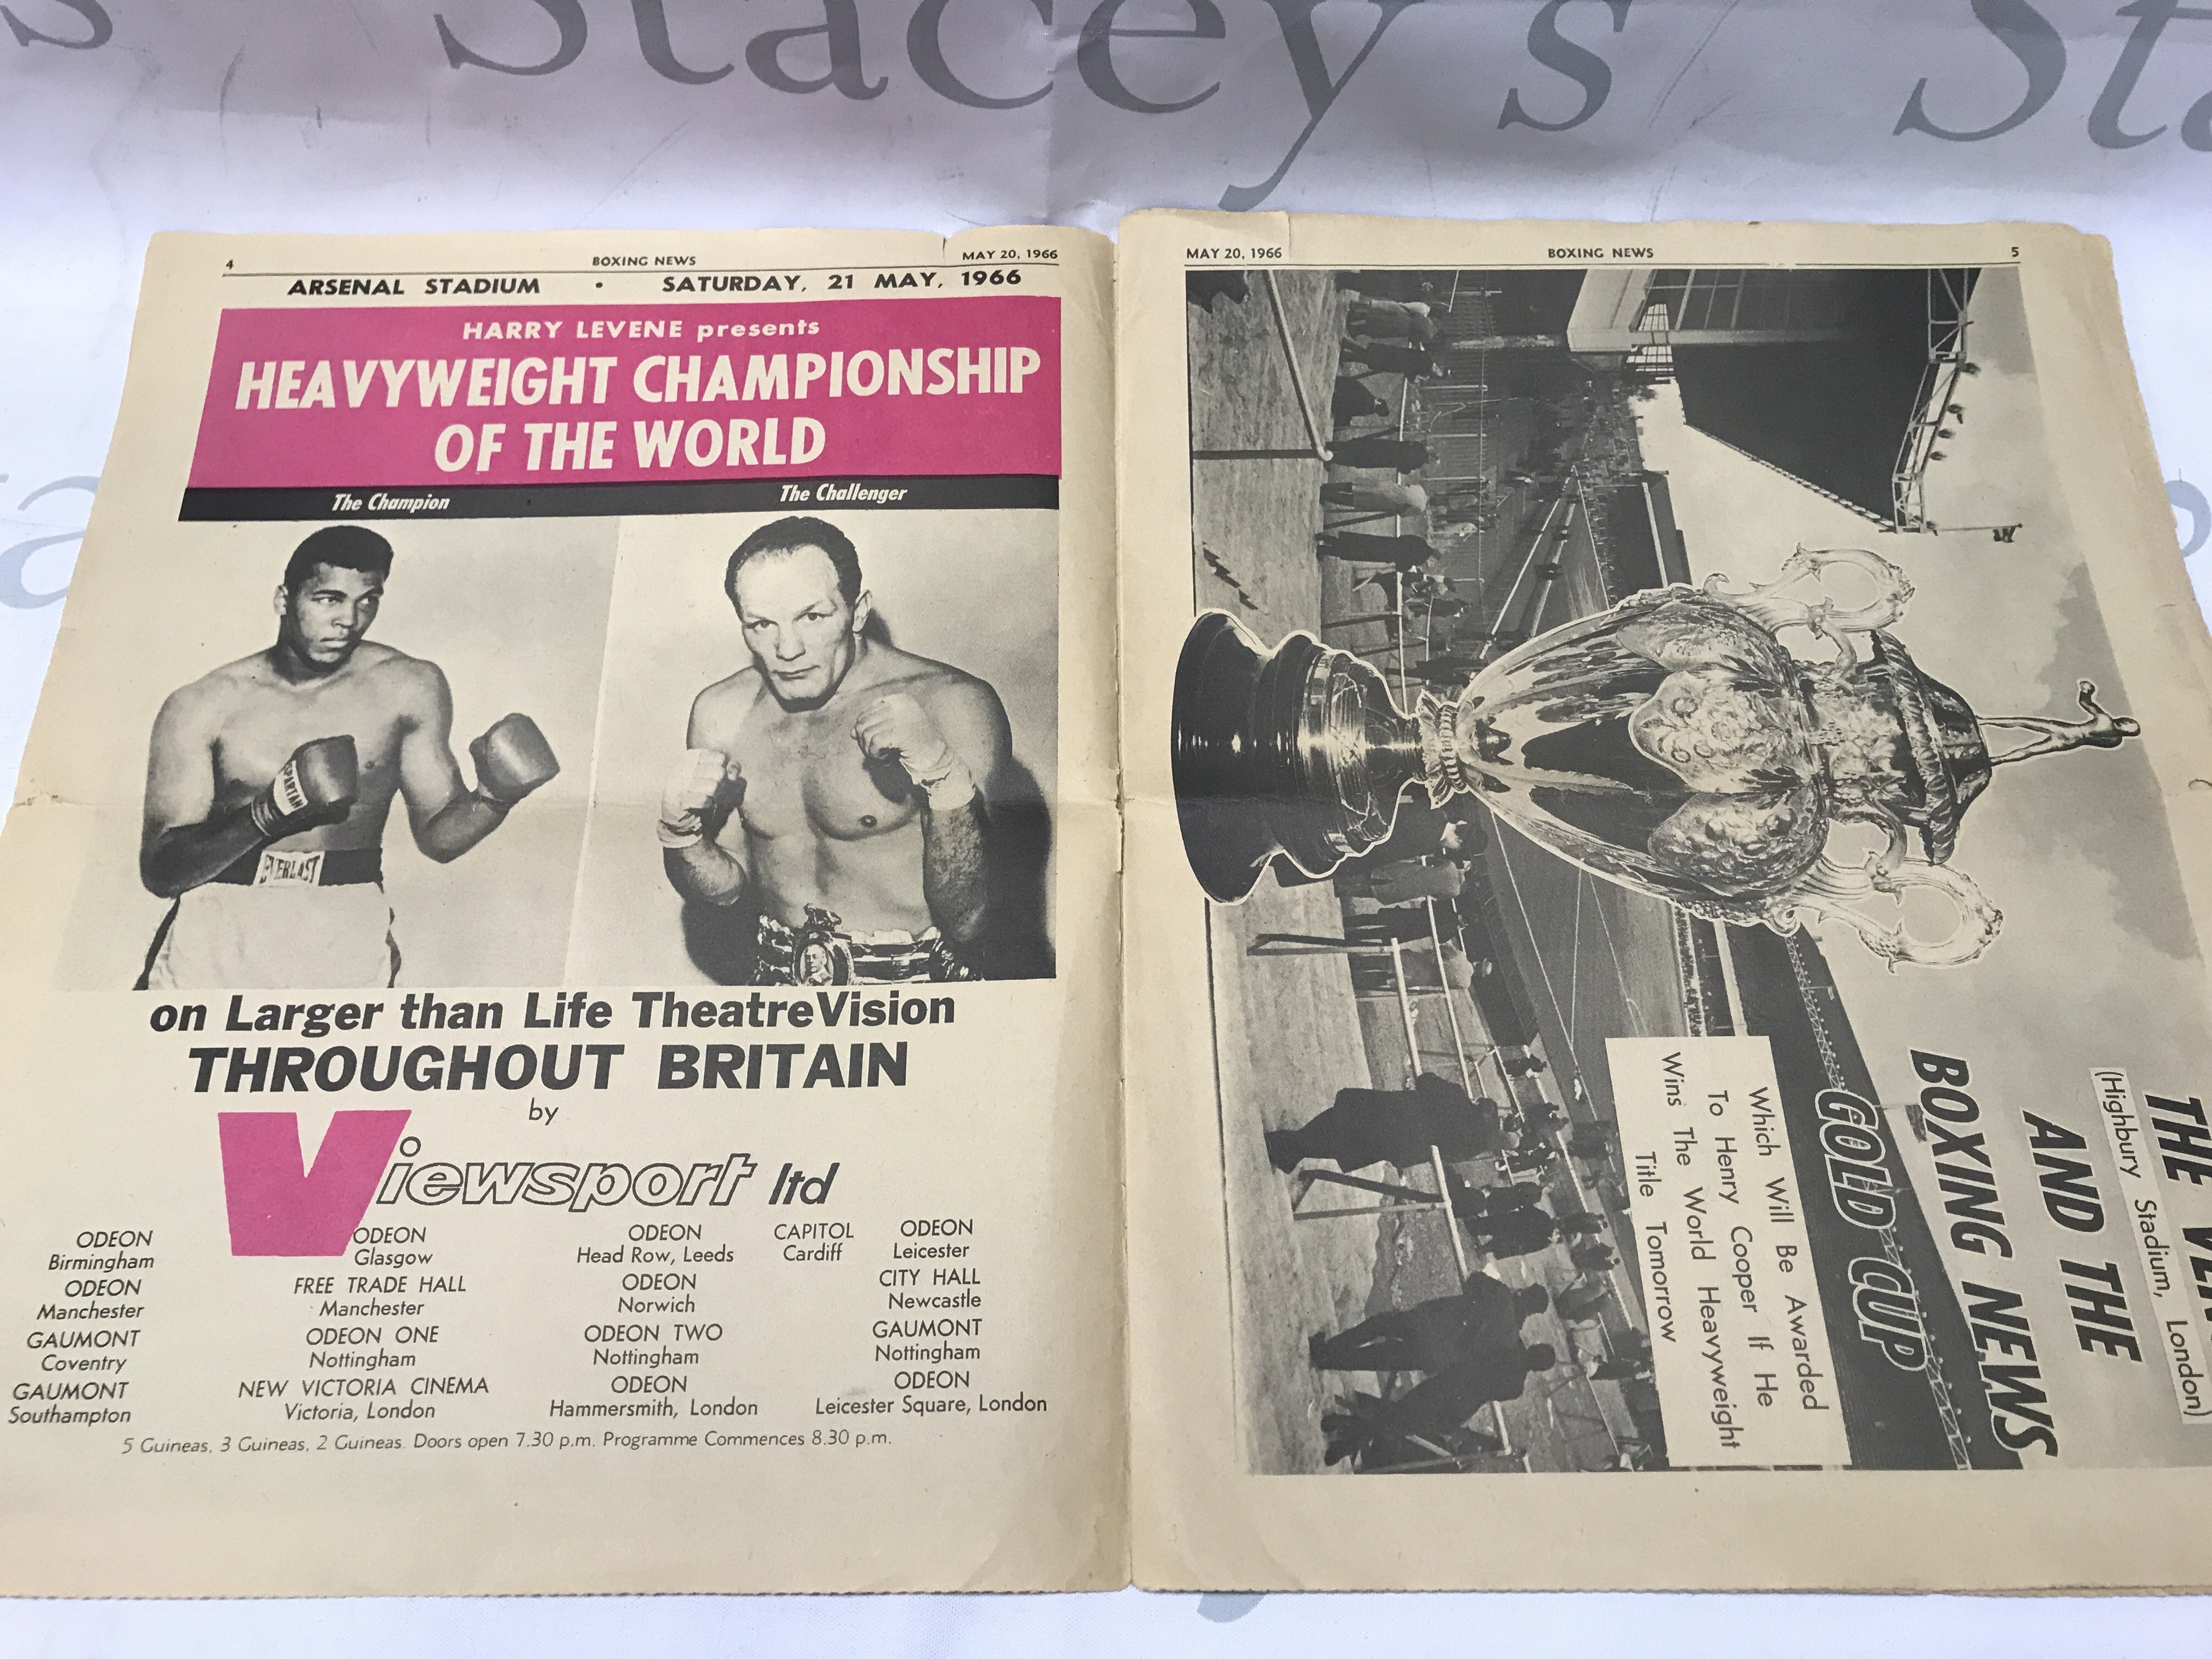 Stacey's
4 BOXING NEWS MAY 20, 1966
ARSENAL STADIUM • SATURDAY, 21 MAY, 1966
HARRY LEVENE presents
HEAVYWEIGHT CHAMPIONSHIP
OF THE WORLD
The Champion The Challenger
SPARTAN
EVERLAST
on Larger than Life TheatreVision
THROUGHOUT BRITAIN
by
Viewsport ltd
ODEON ODEON ODEON CAPITOL ODEON
Birmingham Glasgow Head Row, Leeds Cardiff Leicester
ODEON FREE TRADE HALL ODEON CITY HALL
Manchester Manchester Norwich Newcastle
GAUMONT ODEON ONE ODEON TWO GAUMONT
Coventry Nottingham Nottingham Nottingham
GAUMONT NEW VICTORIA CINEMA ODEON ODEON
Southampton Victoria, London Hammersmith, London Leicester Square, London
5 Guineas, 3 Guineas, 2 Guineas. Doors open 7.30 p.m. Programme Commences 8.30 p.m.
MAY 20, 1966 BOXING NEWS 5
THE
(Highbury Stadium, London)
AND THE
BOXING NEWS
GOLD CUP
Which Will Be Awarded
To Henry Cooper If He
Wins The World Heavyweight
Title Tomorrow